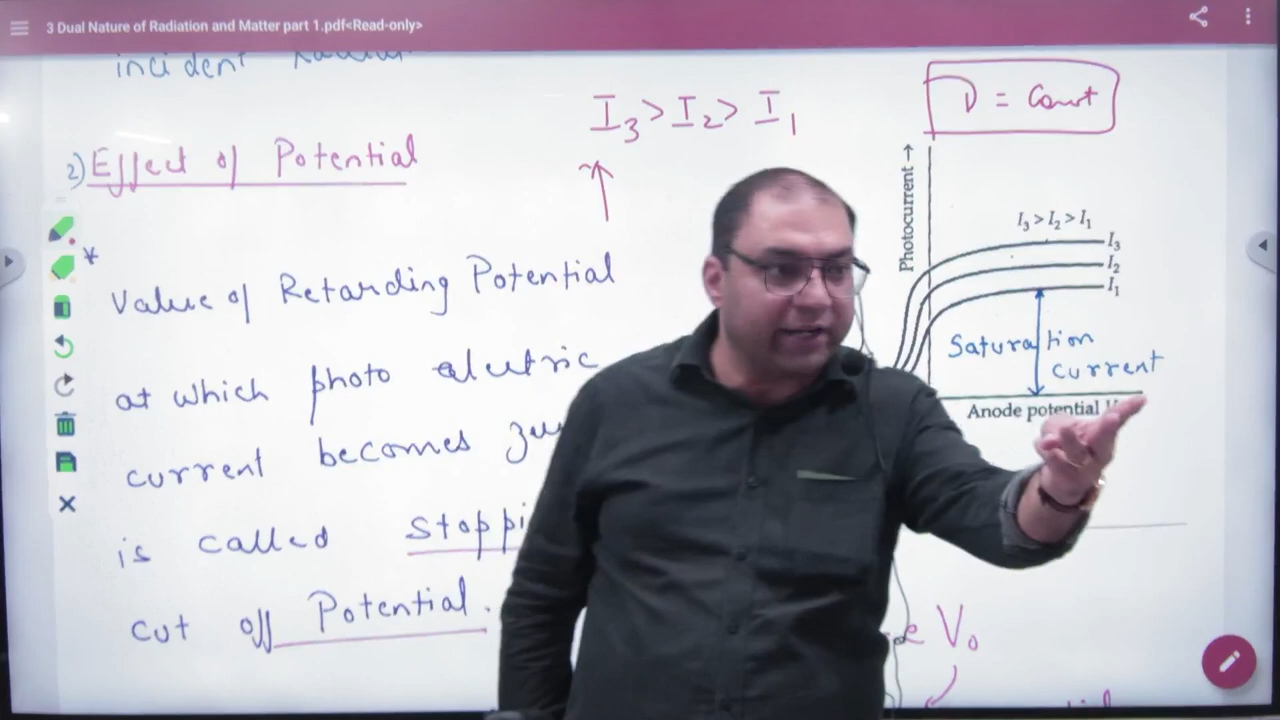 3 Dual Nature of Radiation and Matter part 1.pdf<Read-only>
incident
I3 > I2 > I1
ν = Const
2) Effect of Potential
Photocurrent →
I3 > I2 > I1
I3
I2
I1
* Value of Retarding Potential
Saturation
current
at which photo electric
Anode potential
current becomes
is called
cut off Potential.
e V0